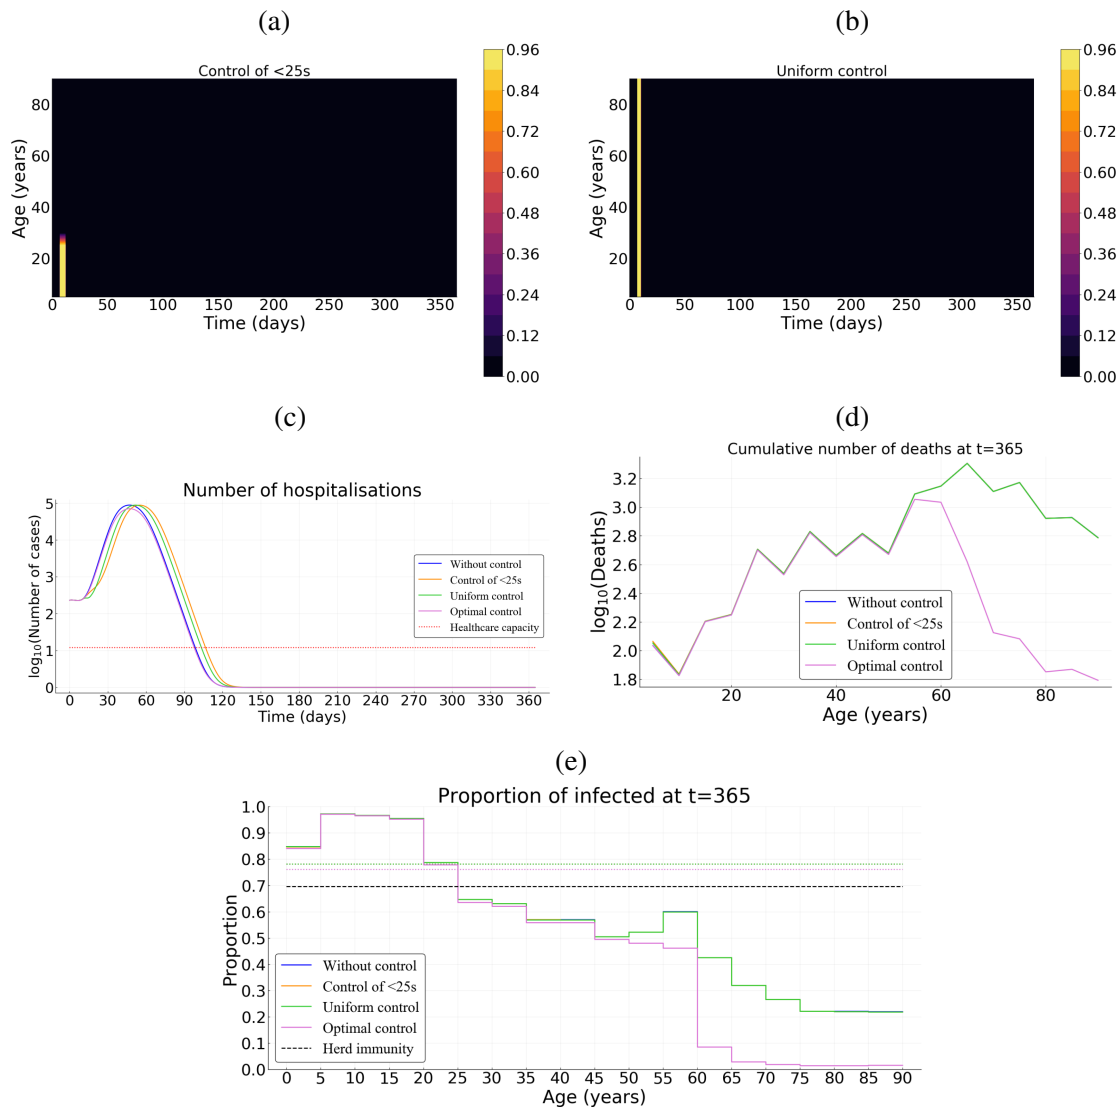 (a)
Control of <25s
Age (years)
80
60
40
20
0 50 100 150 200 250 300 350
Time (days)
0.96
0.84
0.72
0.60
0.48
0.36
0.24
0.12
0.00
(b)
Uniform control
Age (years)
80
60
40
20
0 50 100 150 200 250 300 350
Time (days)
0.96
0.84
0.72
0.60
0.48
0.36
0.24
0.12
0.00
(c)
Number of hospitalisations
log₁₀(Number of cases)
5
4
3
2
1
0
0 30 60 90 120 150 180 210 240 270 300 330 360
Time (days)
Without control
Control of <25s
Uniform control
Optimal control
Healthcare capacity
(d)
Cumulative number of deaths at t=365
log₁₀(Deaths)
3.2
3.0
2.8
2.6
2.4
2.2
2.0
1.8
20 40 60 80
Age (years)
Without control
Control of <25s
Uniform control
Optimal control
(e)
Proportion of infected at t=365
Proportion
1.0
0.9
0.8
0.7
0.6
0.5
0.4
0.3
0.2
0.1
0.0
0 5 10 15 20 25 30 35 40 45 50 55 60 65 70 75 80 85 90
Age (years)
Without control
Control of <25s
Uniform control
Optimal control
Herd immunity